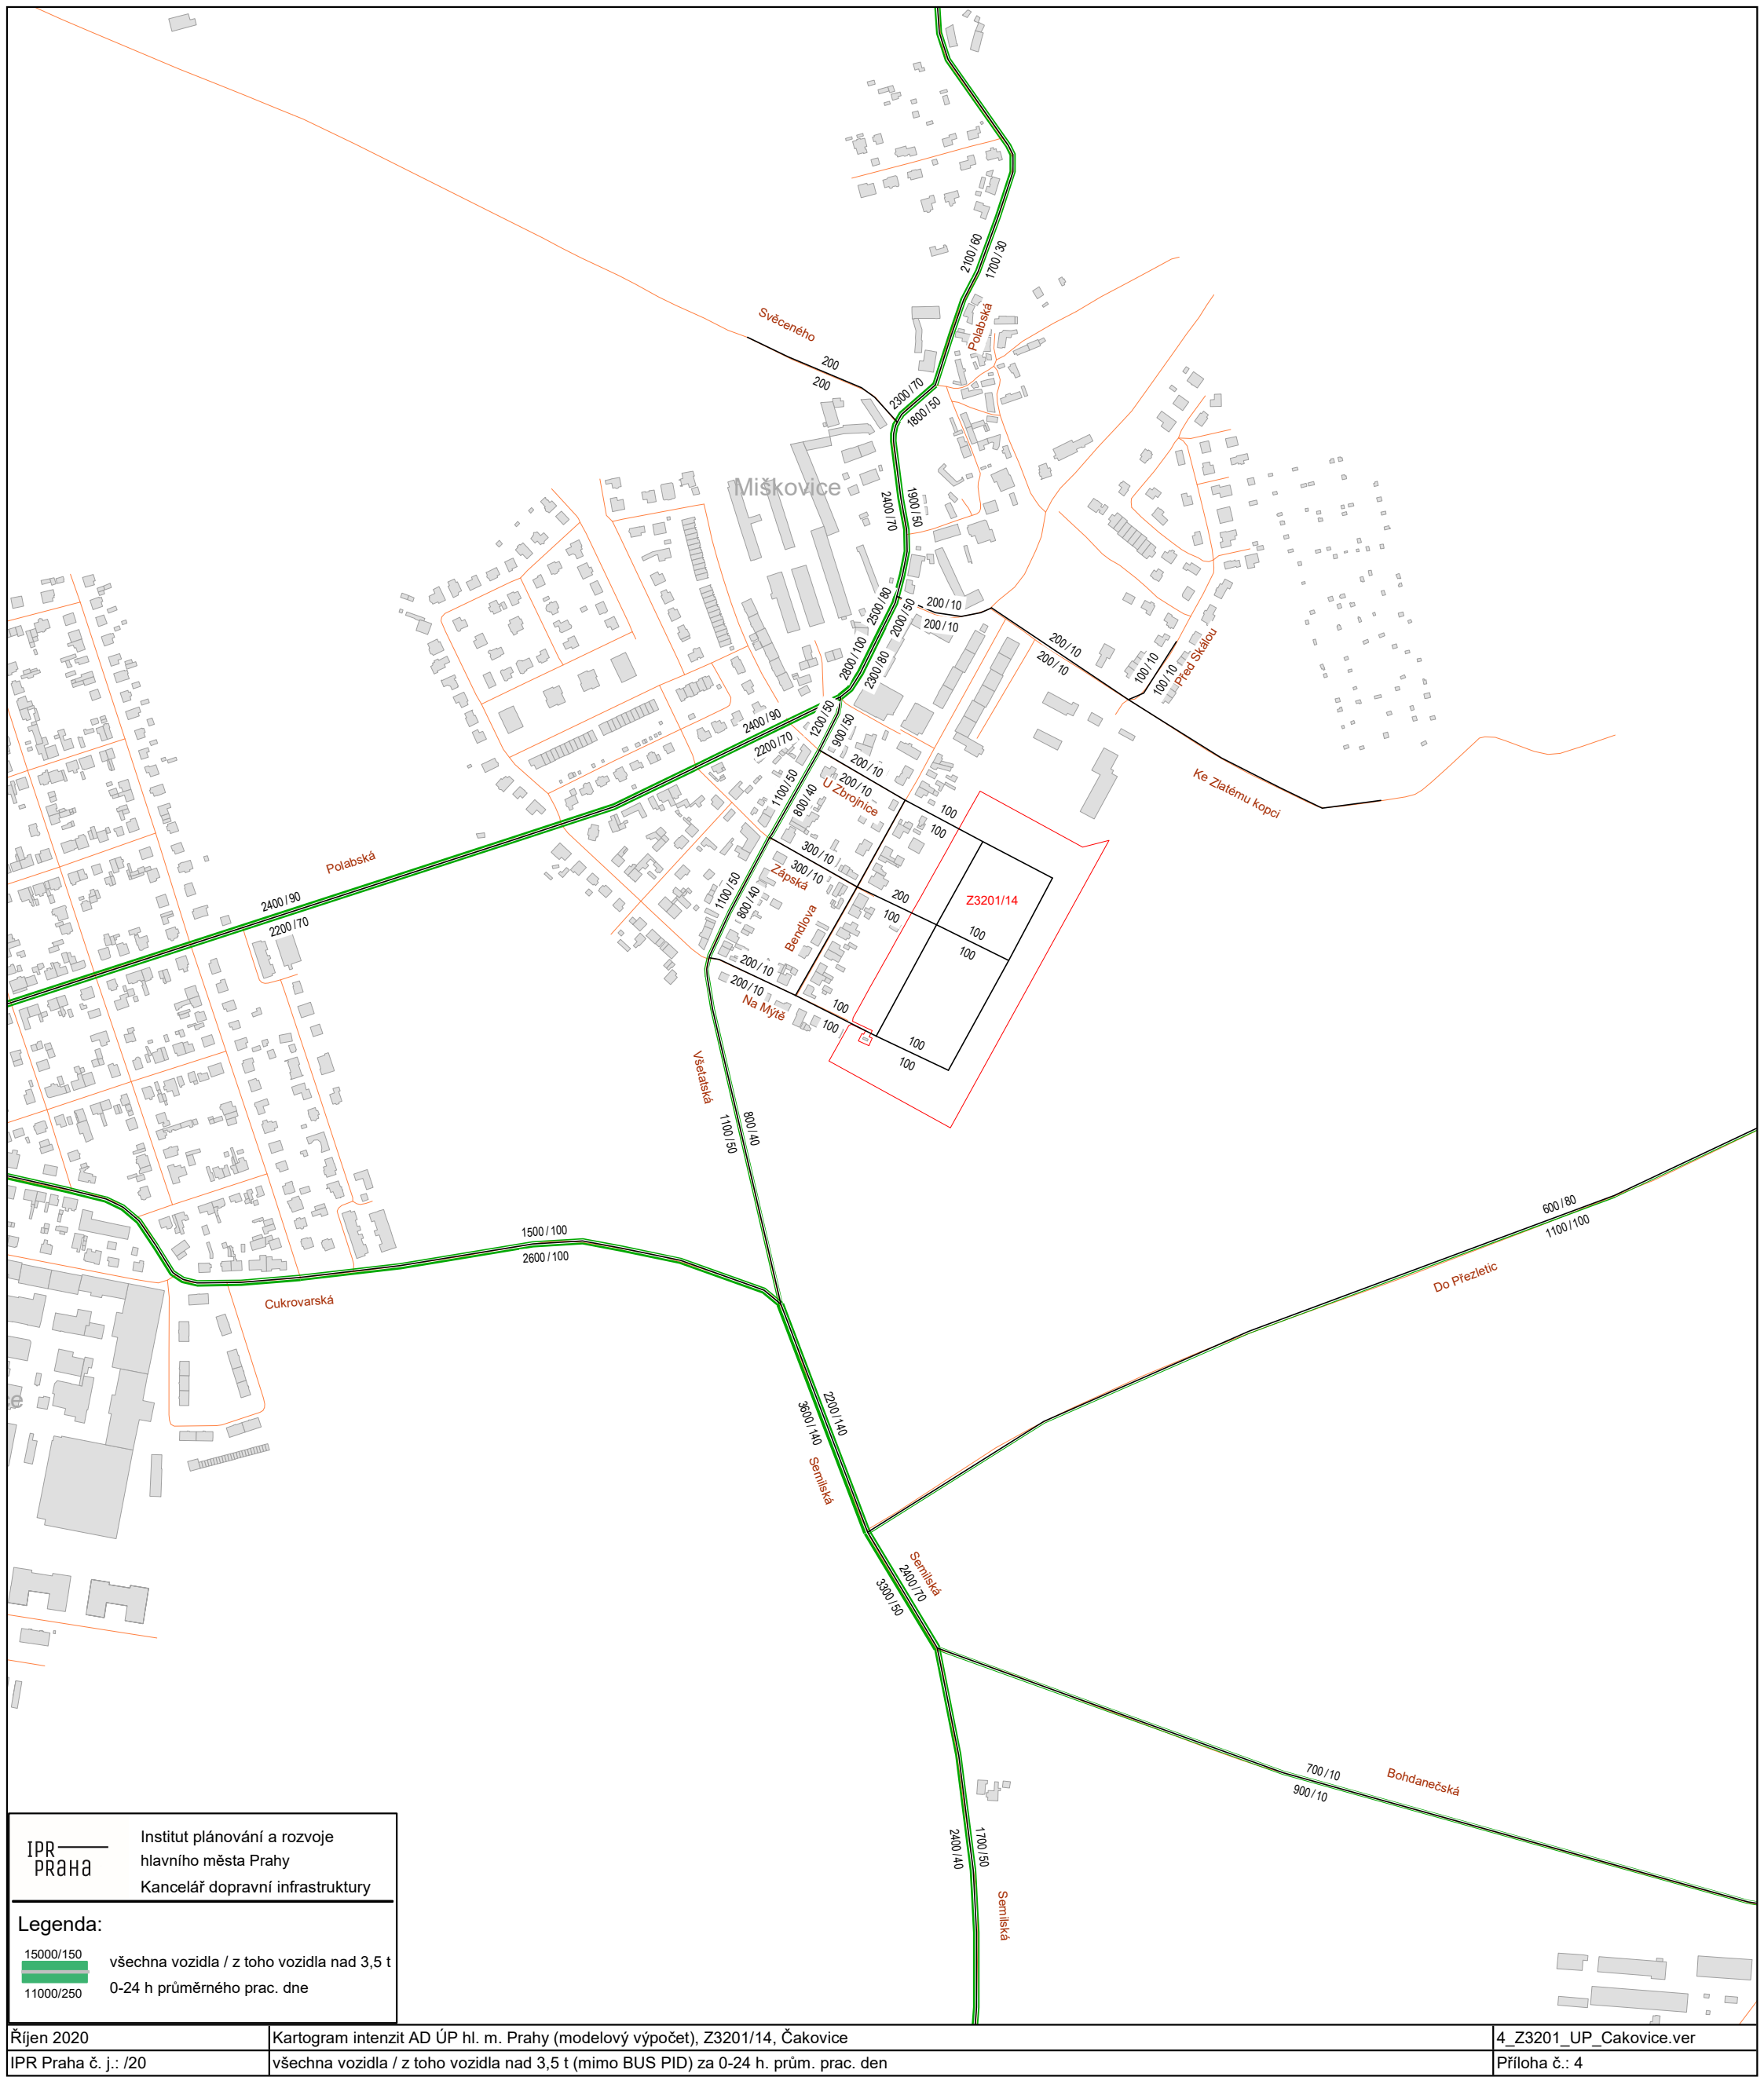 2100/60
1700/30
Polabská
Svěceného
200
200
2300/70
1800/50
Miškovice
2400/70
1900/50
2500/80
2000/50
200/10
200/10
200/10
200/10
100/10
100/10
Před Skálou
2800/100
2300/80
2400/90
2200/70
1200/50
900/50
200/10
200/10
U Zbrojnice
Ke Zlatému kopci
1100/50
800/40
100
100
300/10
300/10
Zápská
Polabská
2400/90
2200/70
1100/50
800/40
Bendlova
200
100
Z3201/14
100
100
200/10
200/10
Na Mýtě
100
100
100
100
Všetatská
800/40
1100/50
600/80
1100/100
Do Přezletic
1500/100
2600/100
Cukrovarská
ce
2200/140
3600/140
Semilská
Semilská
2400/70
3300/50
700/10
900/10
Bohdanečská
1700/50
2400/40
Semilská
IPR
PRAHA
Institut plánování a rozvoje
hlavního města Prahy
Kancelář dopravní infrastruktury
Legenda:
15000/150
11000/250
všechna vozidla / z toho vozidla nad 3,5 t
0-24 h průměrného prac. dne
Říjen 2020
Kartogram intenzit AD ÚP hl. m. Prahy (modelový výpočet), Z3201/14, Čakovice
4_Z3201_UP_Cakovice.ver
IPR Praha č. j.: /20
všechna vozidla / z toho vozidla nad 3,5 t (mimo BUS PID) za 0-24 h. prům. prac. den
Příloha č.: 4